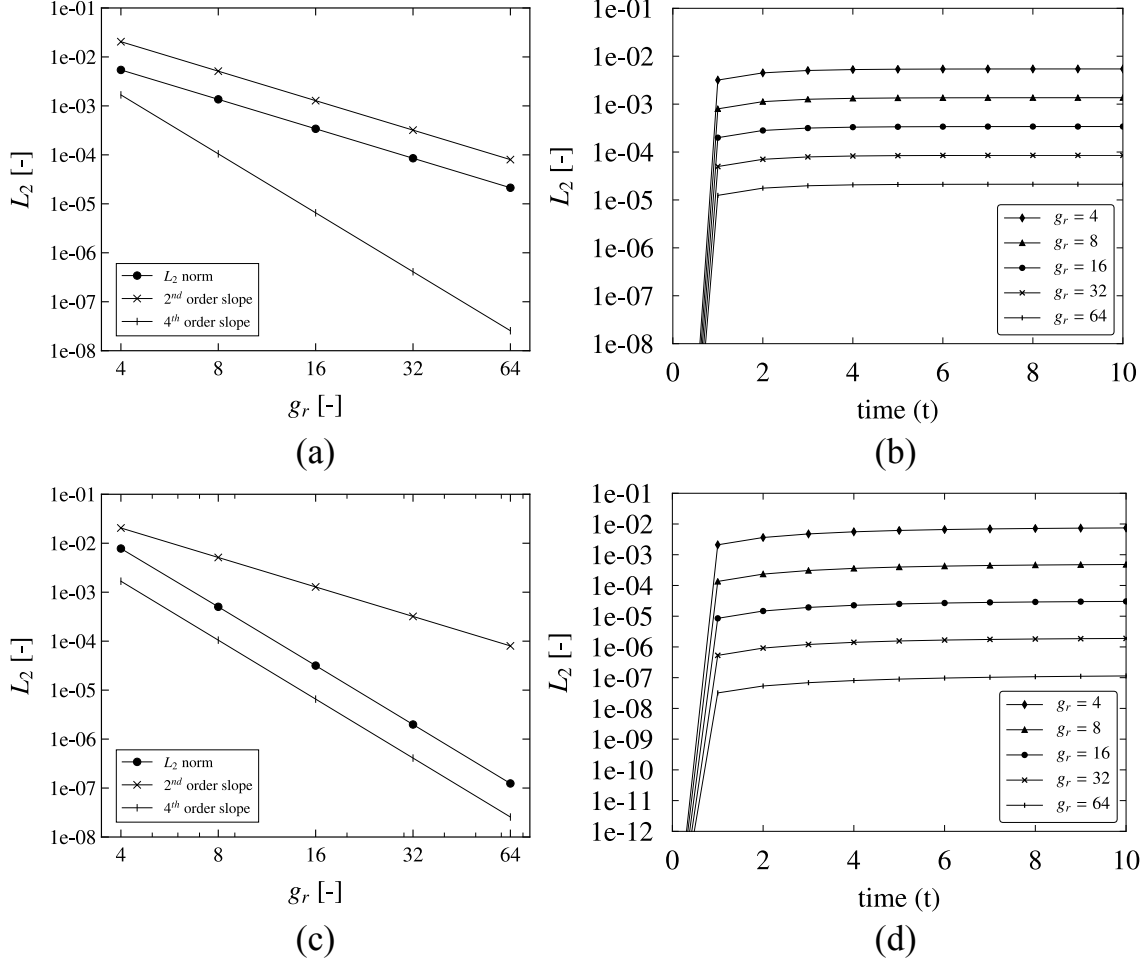 1e-01
1e-02
1e-03
1e-04
1e-05
1e-06
1e-07
1e-08
L2 [-]
4 8 16 32 64
gr [-]
L2 norm
2nd order slope
4th order slope
(a)
1e-01
1e-02
1e-03
1e-04
1e-05
1e-06
1e-07
1e-08
L2 [-]
0 2 4 6 8 10
time (t)
gr = 4
gr = 8
gr = 16
gr = 32
gr = 64
(b)
1e-01
1e-02
1e-03
1e-04
1e-05
1e-06
1e-07
1e-08
L2 [-]
4 8 16 32 64
gr [-]
L2 norm
2nd order slope
4th order slope
(c)
1e-01
1e-02
1e-03
1e-04
1e-05
1e-06
1e-07
1e-08
1e-09
1e-10
1e-11
1e-12
L2 [-]
0 2 4 6 8 10
time (t)
gr = 4
gr = 8
gr = 16
gr = 32
gr = 64
(d)